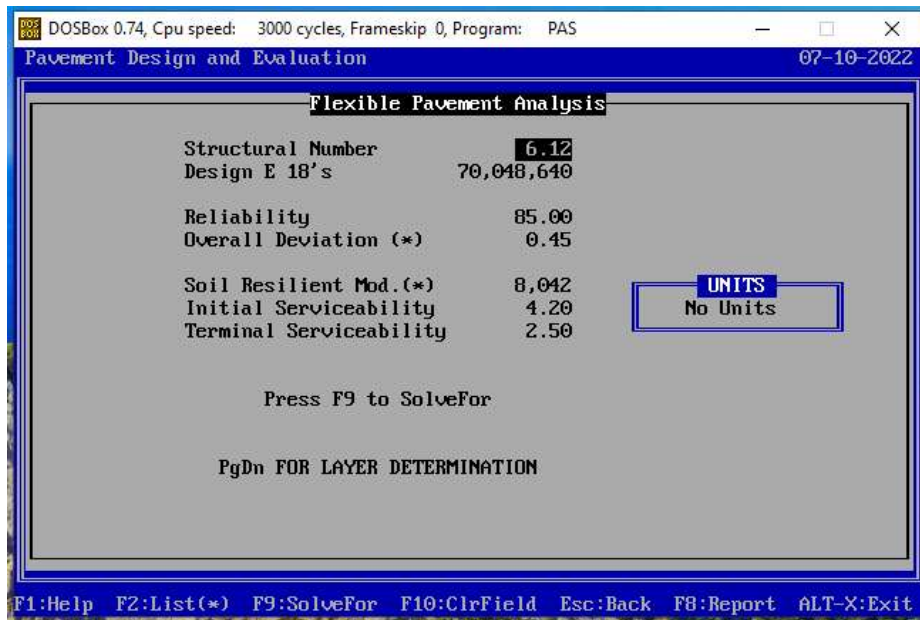 DOSBox 0.74, Cpu speed: 3000 cycles, Frameskip 0, Program: PAS
Pavement Design and Evaluation 07-10-2022
Flexible Pavement Analysis
Structural Number 6.12
Design E 18's 70,048,640
Reliability 85.00
Overall Deviation (*) 0.45
Soil Resilient Mod.(*) 8,042
Initial Serviceability 4.20
Terminal Serviceability 2.50
UNITS
No Units
Press F9 to SolveFor
PgDn FOR LAYER DETERMINATION
F1:Help F2:List(*) F9:SolveFor F10:ClrField Esc:Back F8:Report ALT-X:Exit